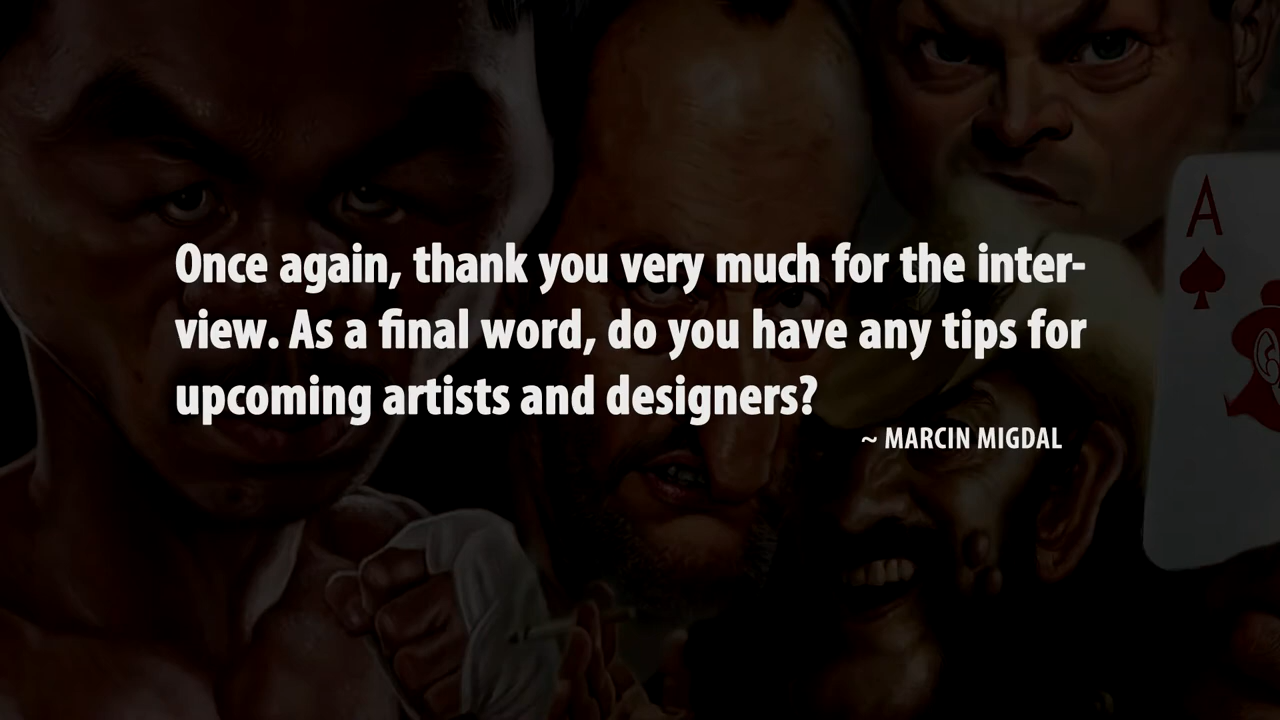 Once again, thank you very much for the inter-
view. As a final word, do you have any tips for
upcoming artists and designers?
~ MARCIN MIGDAL
A